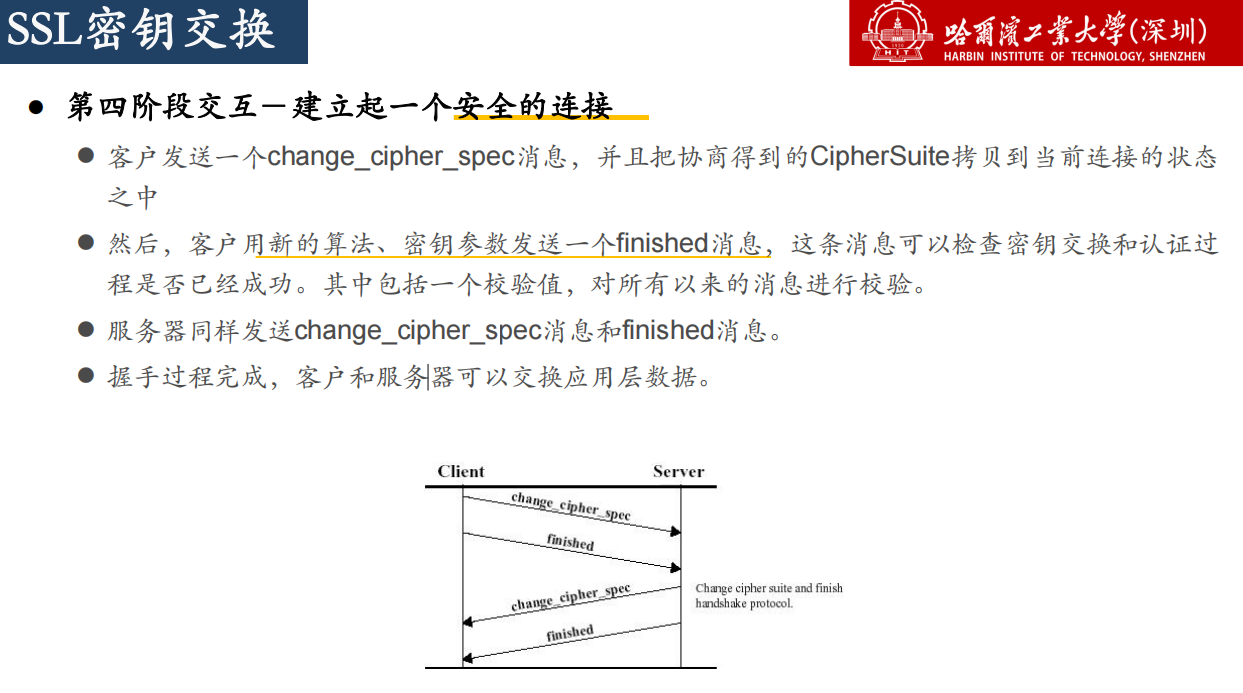 SSL密钥交换
哈爾濱工業大學(深圳)
HARBIN INSTITUTE OF TECHNOLOGY, SHENZHEN
HIT
● 第四阶段交互－建立起一个安全的连接
● 客户发送一个change_cipher_spec消息，并且把协商得到的CipherSuite拷贝到当前连接的状态
之中
● 然后，客户用新的算法、密钥参数发送一个finished消息，这条消息可以检查密钥交换和认证过
程是否已经成功。其中包括一个校验值，对所有以来的消息进行校验。
● 服务器同样发送change_cipher_spec消息和finished消息。
● 握手过程完成，客户和服务器可以交换应用层数据。
Client Server
change_cipher_spec
finished
change_cipher_spec
Change cipher suite and finish
handshake protocol.
finished